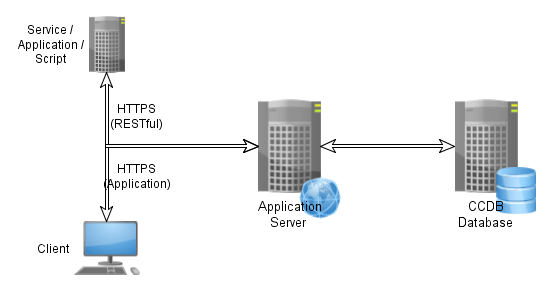 Service /
Application /
Script
HTTPS
(RESTful)
HTTPS
(Application)
Client
Application
Server
CCDB
Database